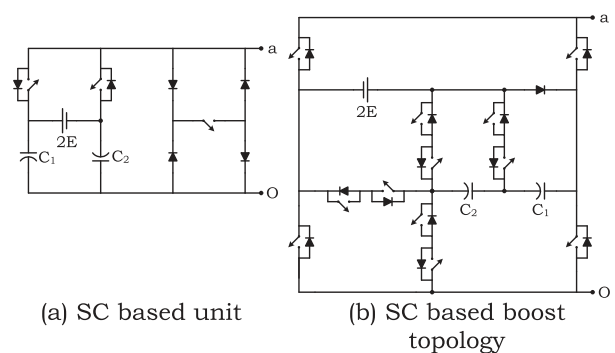 a
2E
C₁
C₂
O
(a) SC based unit
a
2E
C₂
C₁
O
(b) SC based boost
topology